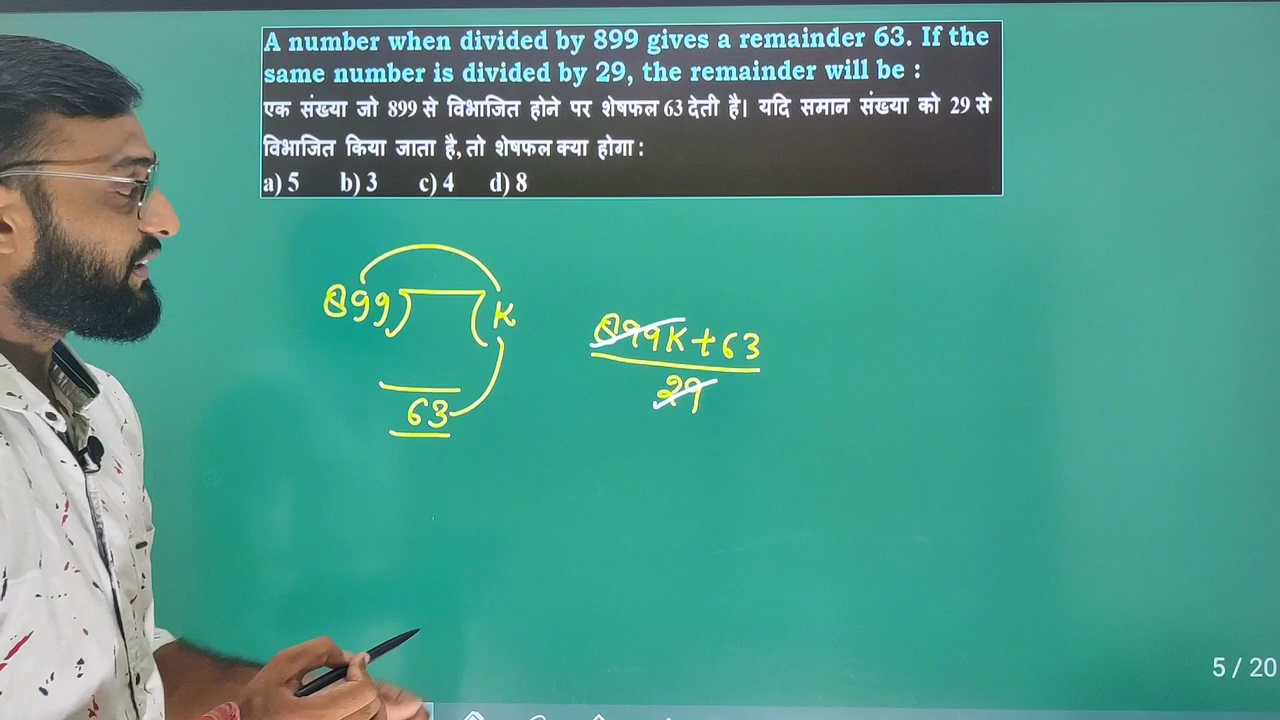 A number when divided by 899 gives a remainder 63. If the
same number is divided by 29, the remainder will be :
एक संख्या जो 899 से विभाजित होने पर शेषफल 63 देती है। यदि समान संख्या को 29 से
विभाजित किया जाता है, तो शेषफल क्या होगा :
a) 5 b) 3 c) 4 d) 8
899) (K
63
899K+63
29
5 / 20